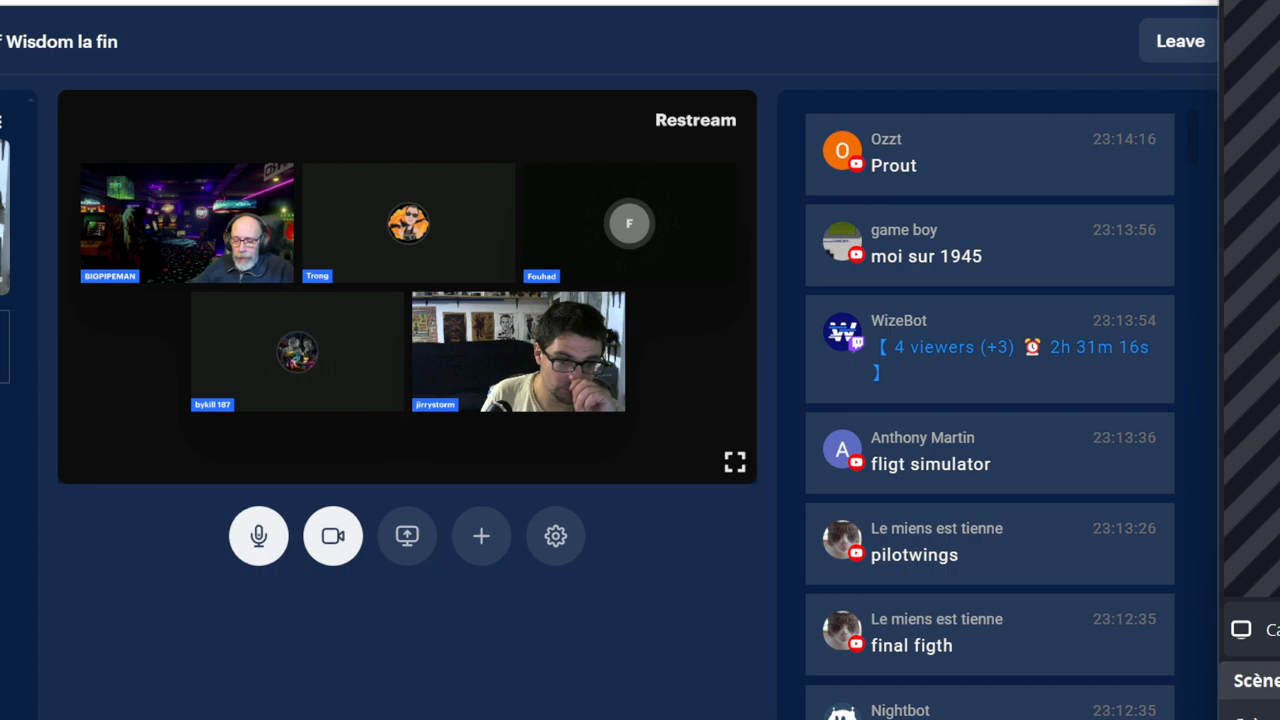 Wisdom la fin
Leave
Restream
BIGPIPEMAN
Trong
F
Fouhad
bykill 187
jirrystorm
O
Ozzt
23:14:16
Prout
game boy
23:13:56
moi sur 1945
WizeBot
23:13:54
【 4 viewers (+3) ⏰ 2h 31m 16s
】
A
Anthony Martin
23:13:36
fligt simulator
Le miens est tienne
23:13:26
pilotwings
Le miens est tienne
23:12:35
final figth
Nightbot
23:12:35
Ca
Scène